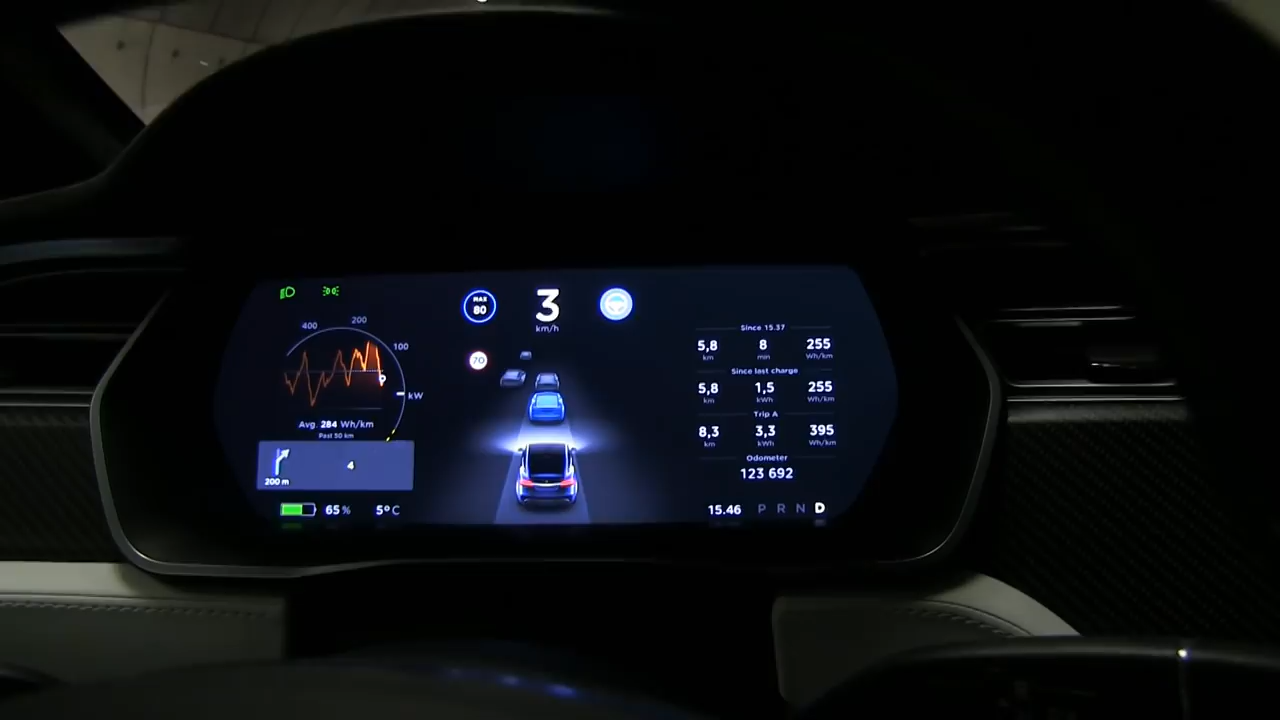 MAX
80
3
km/h
70
400
200
100
kW
Avg. 284 Wh/km
Past 50 km
200 m
4
65 %
5°C
Since 15.37
5,8 8 255
km min Wh/km
Since last charge
5,8 1,5 255
km kWh Wh/km
Trip A
8,3 3,3 395
km kWh Wh/km
Odometer
123 692
15.46 P R N D